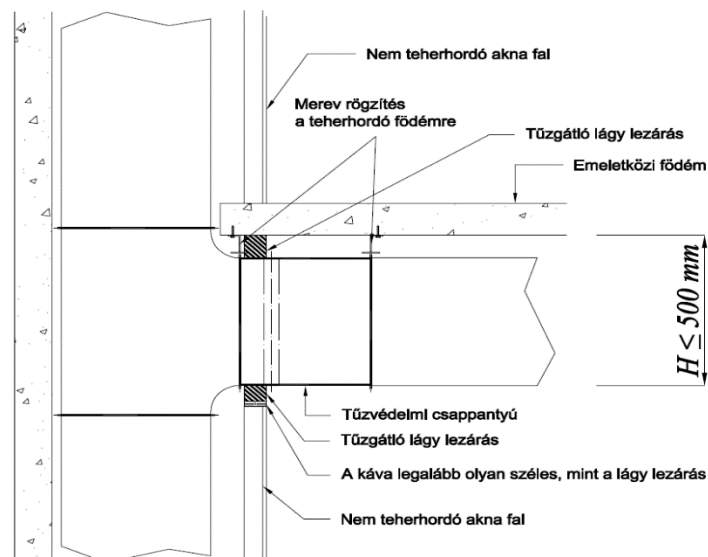 Nem teherhordó akna fal
Merev rögzítés
a teherhordó födémre
Tűzgátló lágy lezárás
Emeletközi födém
H ≤ 500 mm
Tűzvédelmi csappantyú
Tűzgátló lágy lezárás
A káva legalább olyan széles, mint a lágy lezárás
Nem teherhordó akna fal